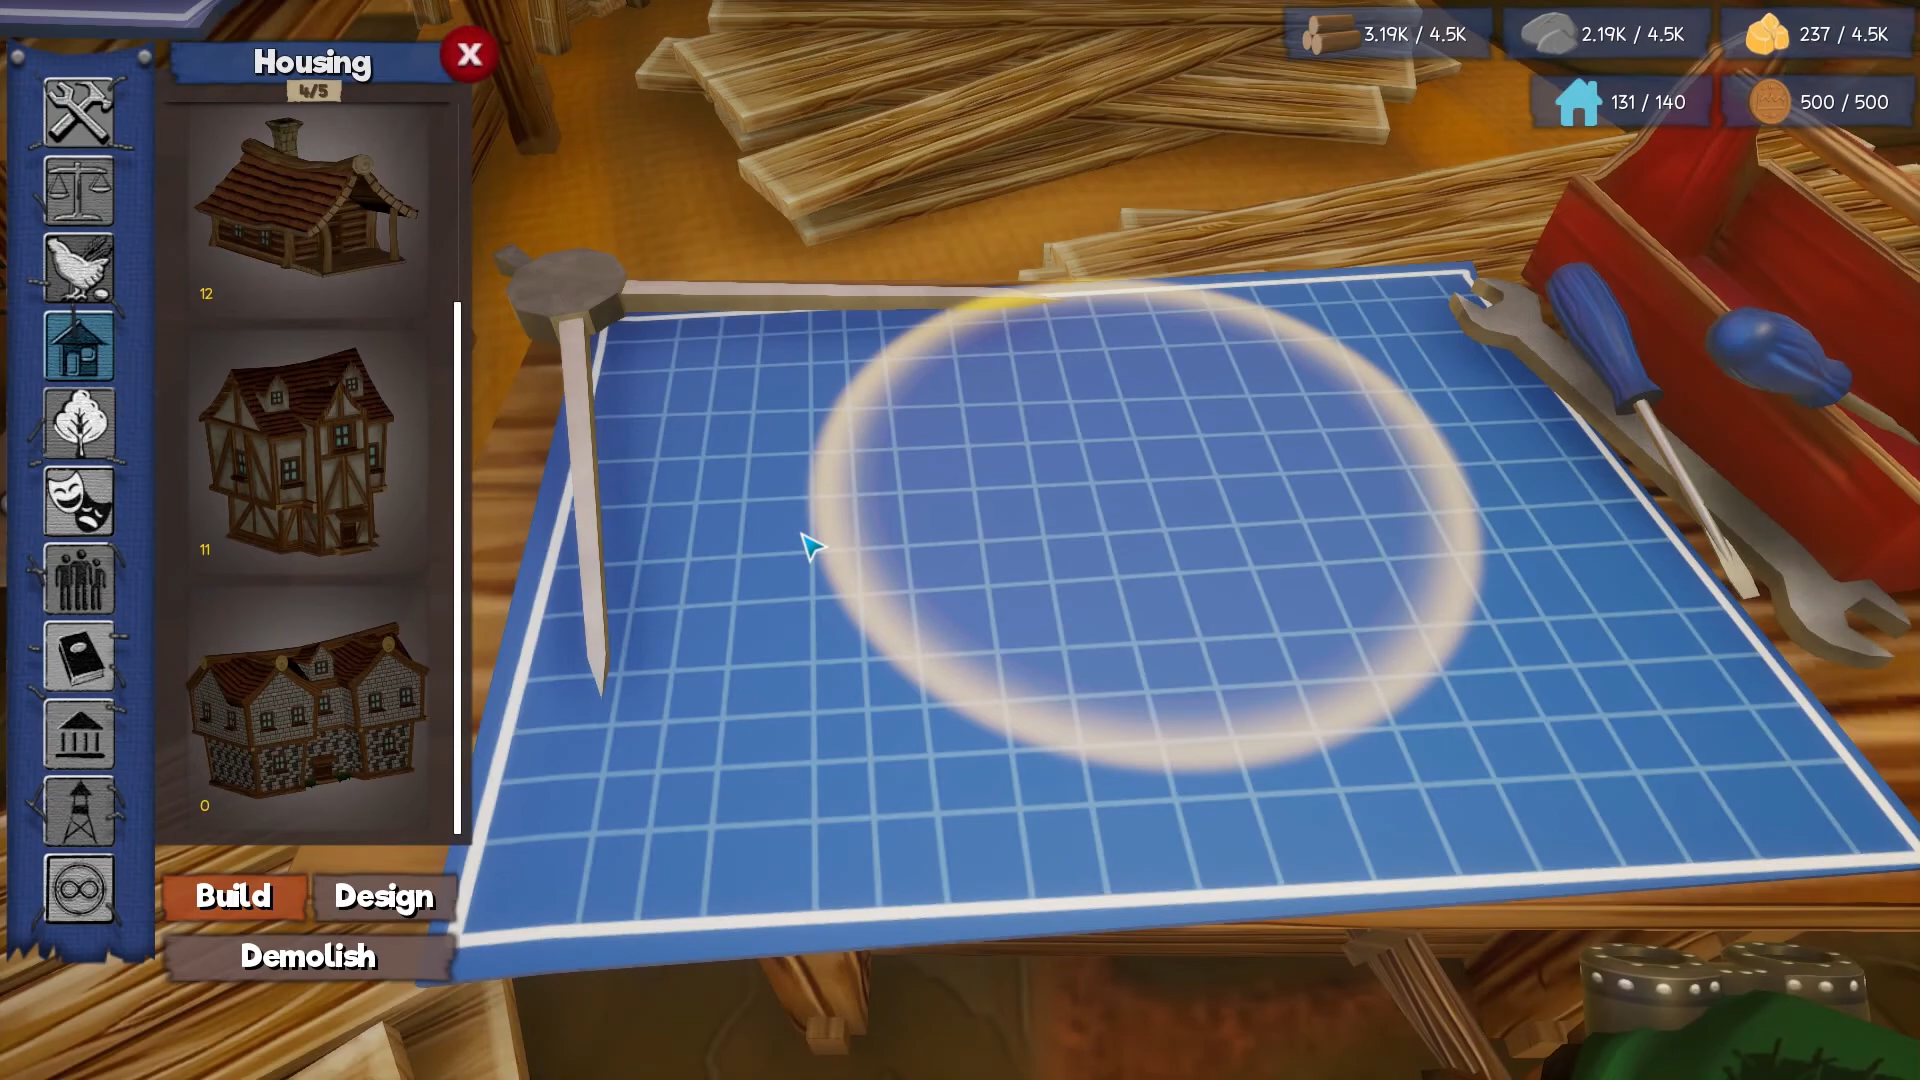 Housing
X
4/5
3.19K / 4.5K
2.19K / 4.5K
237 / 4.5K
131 / 140
500 / 500
12
11
0
Build
Design
Demolish